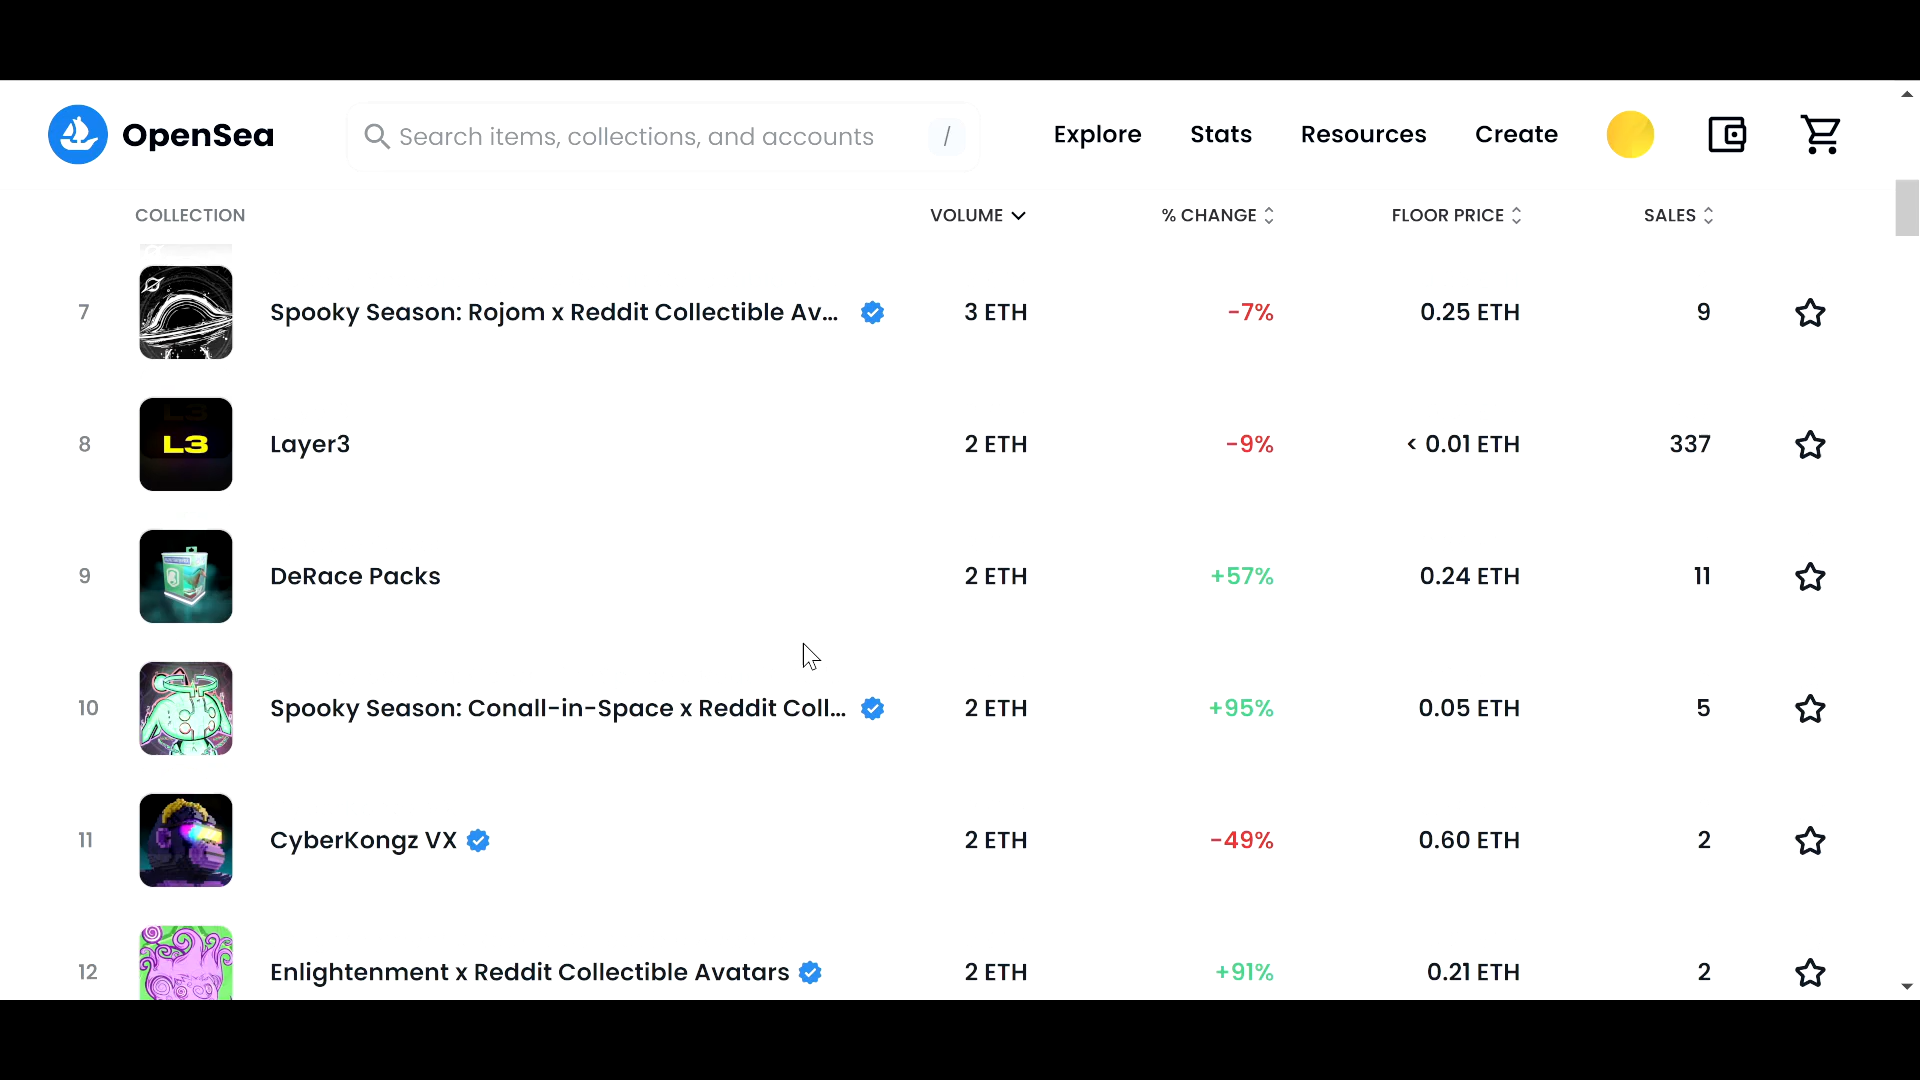 OpenSea Search items, collections, and accounts / Explore Stats Resources Create
COLLECTION VOLUME % CHANGE FLOOR PRICE SALES
7 Spooky Season: Rojom x Reddit Collectible Av... 3 ETH -7% 0.25 ETH 9
8 L3 Layer3 2 ETH -9% < 0.01 ETH 337
9 DeRace Packs 2 ETH +57% 0.24 ETH 11
10 Spooky Season: Conall-in-Space x Reddit Coll... 2 ETH +95% 0.05 ETH 5
11 CyberKongz VX 2 ETH -49% 0.60 ETH 2
12 Enlightenment x Reddit Collectible Avatars 2 ETH +91% 0.21 ETH 2